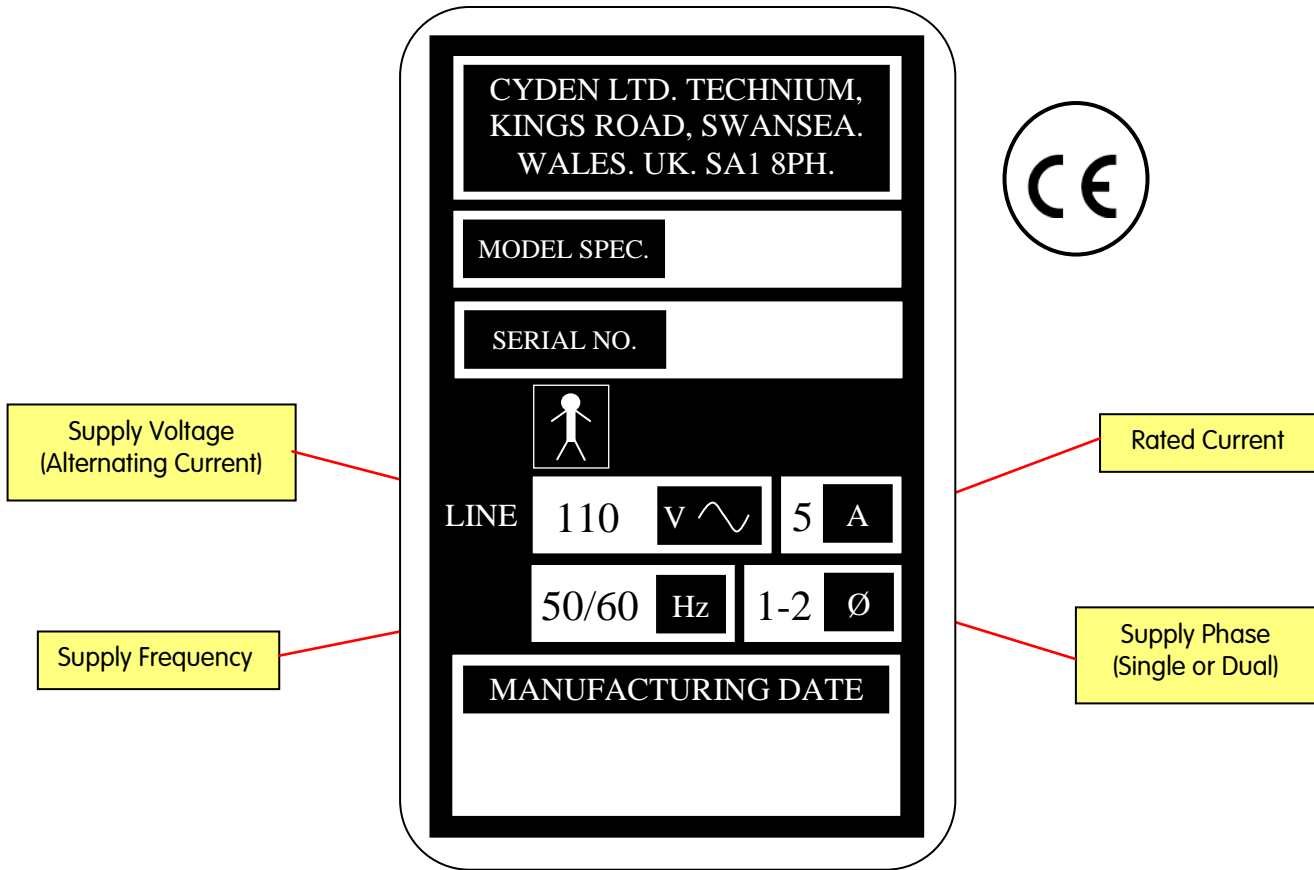 CYDEN LTD. TECHNIUM,
KINGS ROAD, SWANSEA.
WALES. UK. SA1 8PH.
CE
MODEL SPEC.
SERIAL NO.
Supply Voltage
(Alternating Current)
Rated Current
LINE 110 V 5 A
50/60 Hz 1-2 Ø
Supply Frequency
Supply Phase
(Single or Dual)
MANUFACTURING DATE